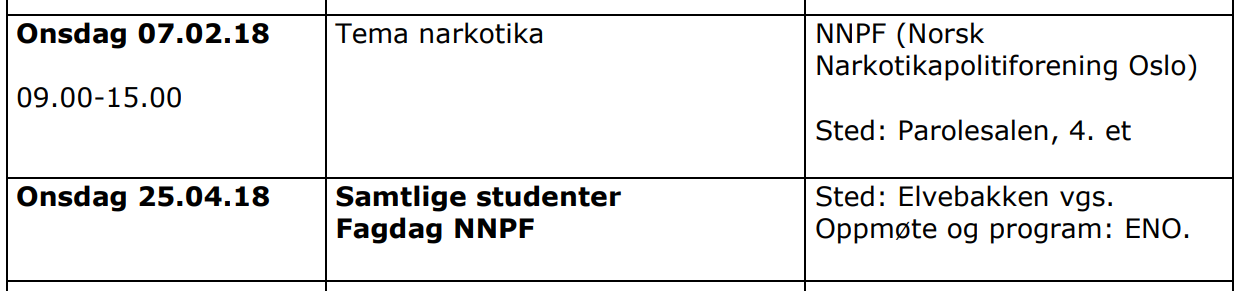 Onsdag 07.02.18
09.00-15.00
Tema narkotika
NNPF (Norsk
Narkotikapolitiforening Oslo)
Sted: Parolesalen, 4. et
Onsdag 25.04.18
Samtlige studenter
Fagdag NNPF
Sted: Elvebakken vgs.
Oppmøte og program: ENO.